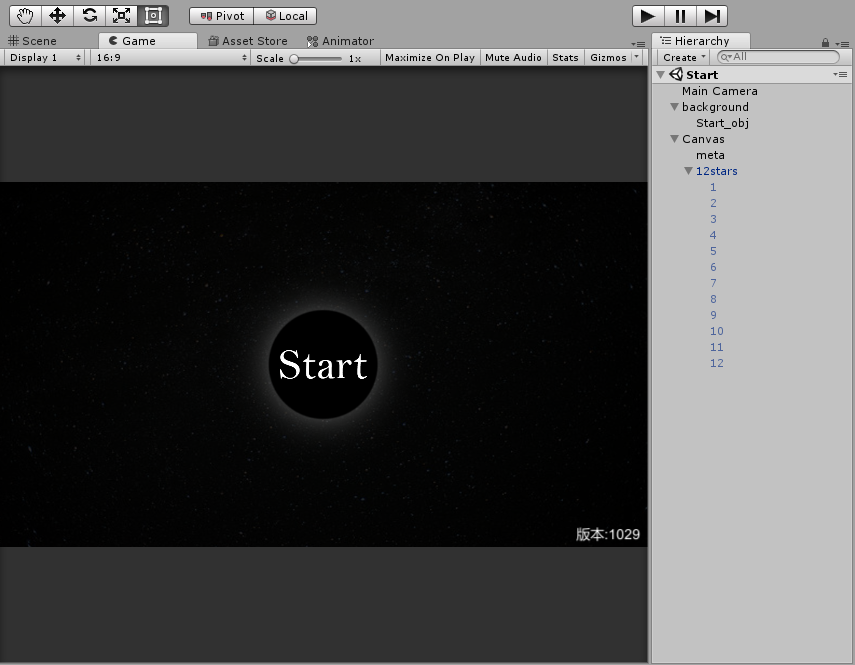 Pivot Local
Scene Game Asset Store Animator
Display 1 16:9 Scale 1x Maximize On Play Mute Audio Stats Gizmos
Start
版本:1029
Hierarchy
Create All
Start
Main Camera
background
Start_obj
Canvas
meta
12stars
1
2
3
4
5
6
7
8
9
10
11
12